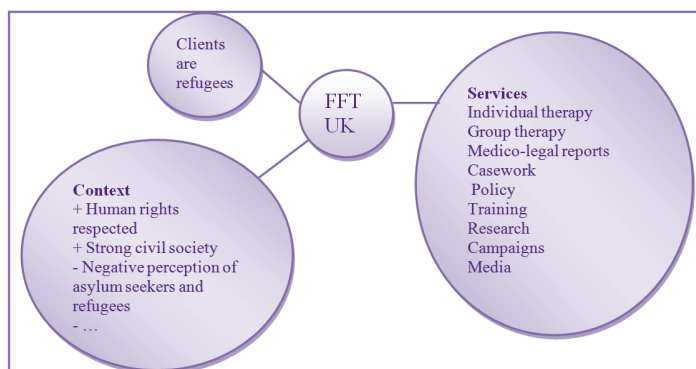 Clients
are
refugees
FFT
UK
Services
Individual therapy
Group therapy
Medico-legal reports
Casework
Policy
Training
Research
Campaigns
Media
Context
+ Human rights
respected
+ Strong civil society
- Negative perception of
asylum seekers and
refugees
- …